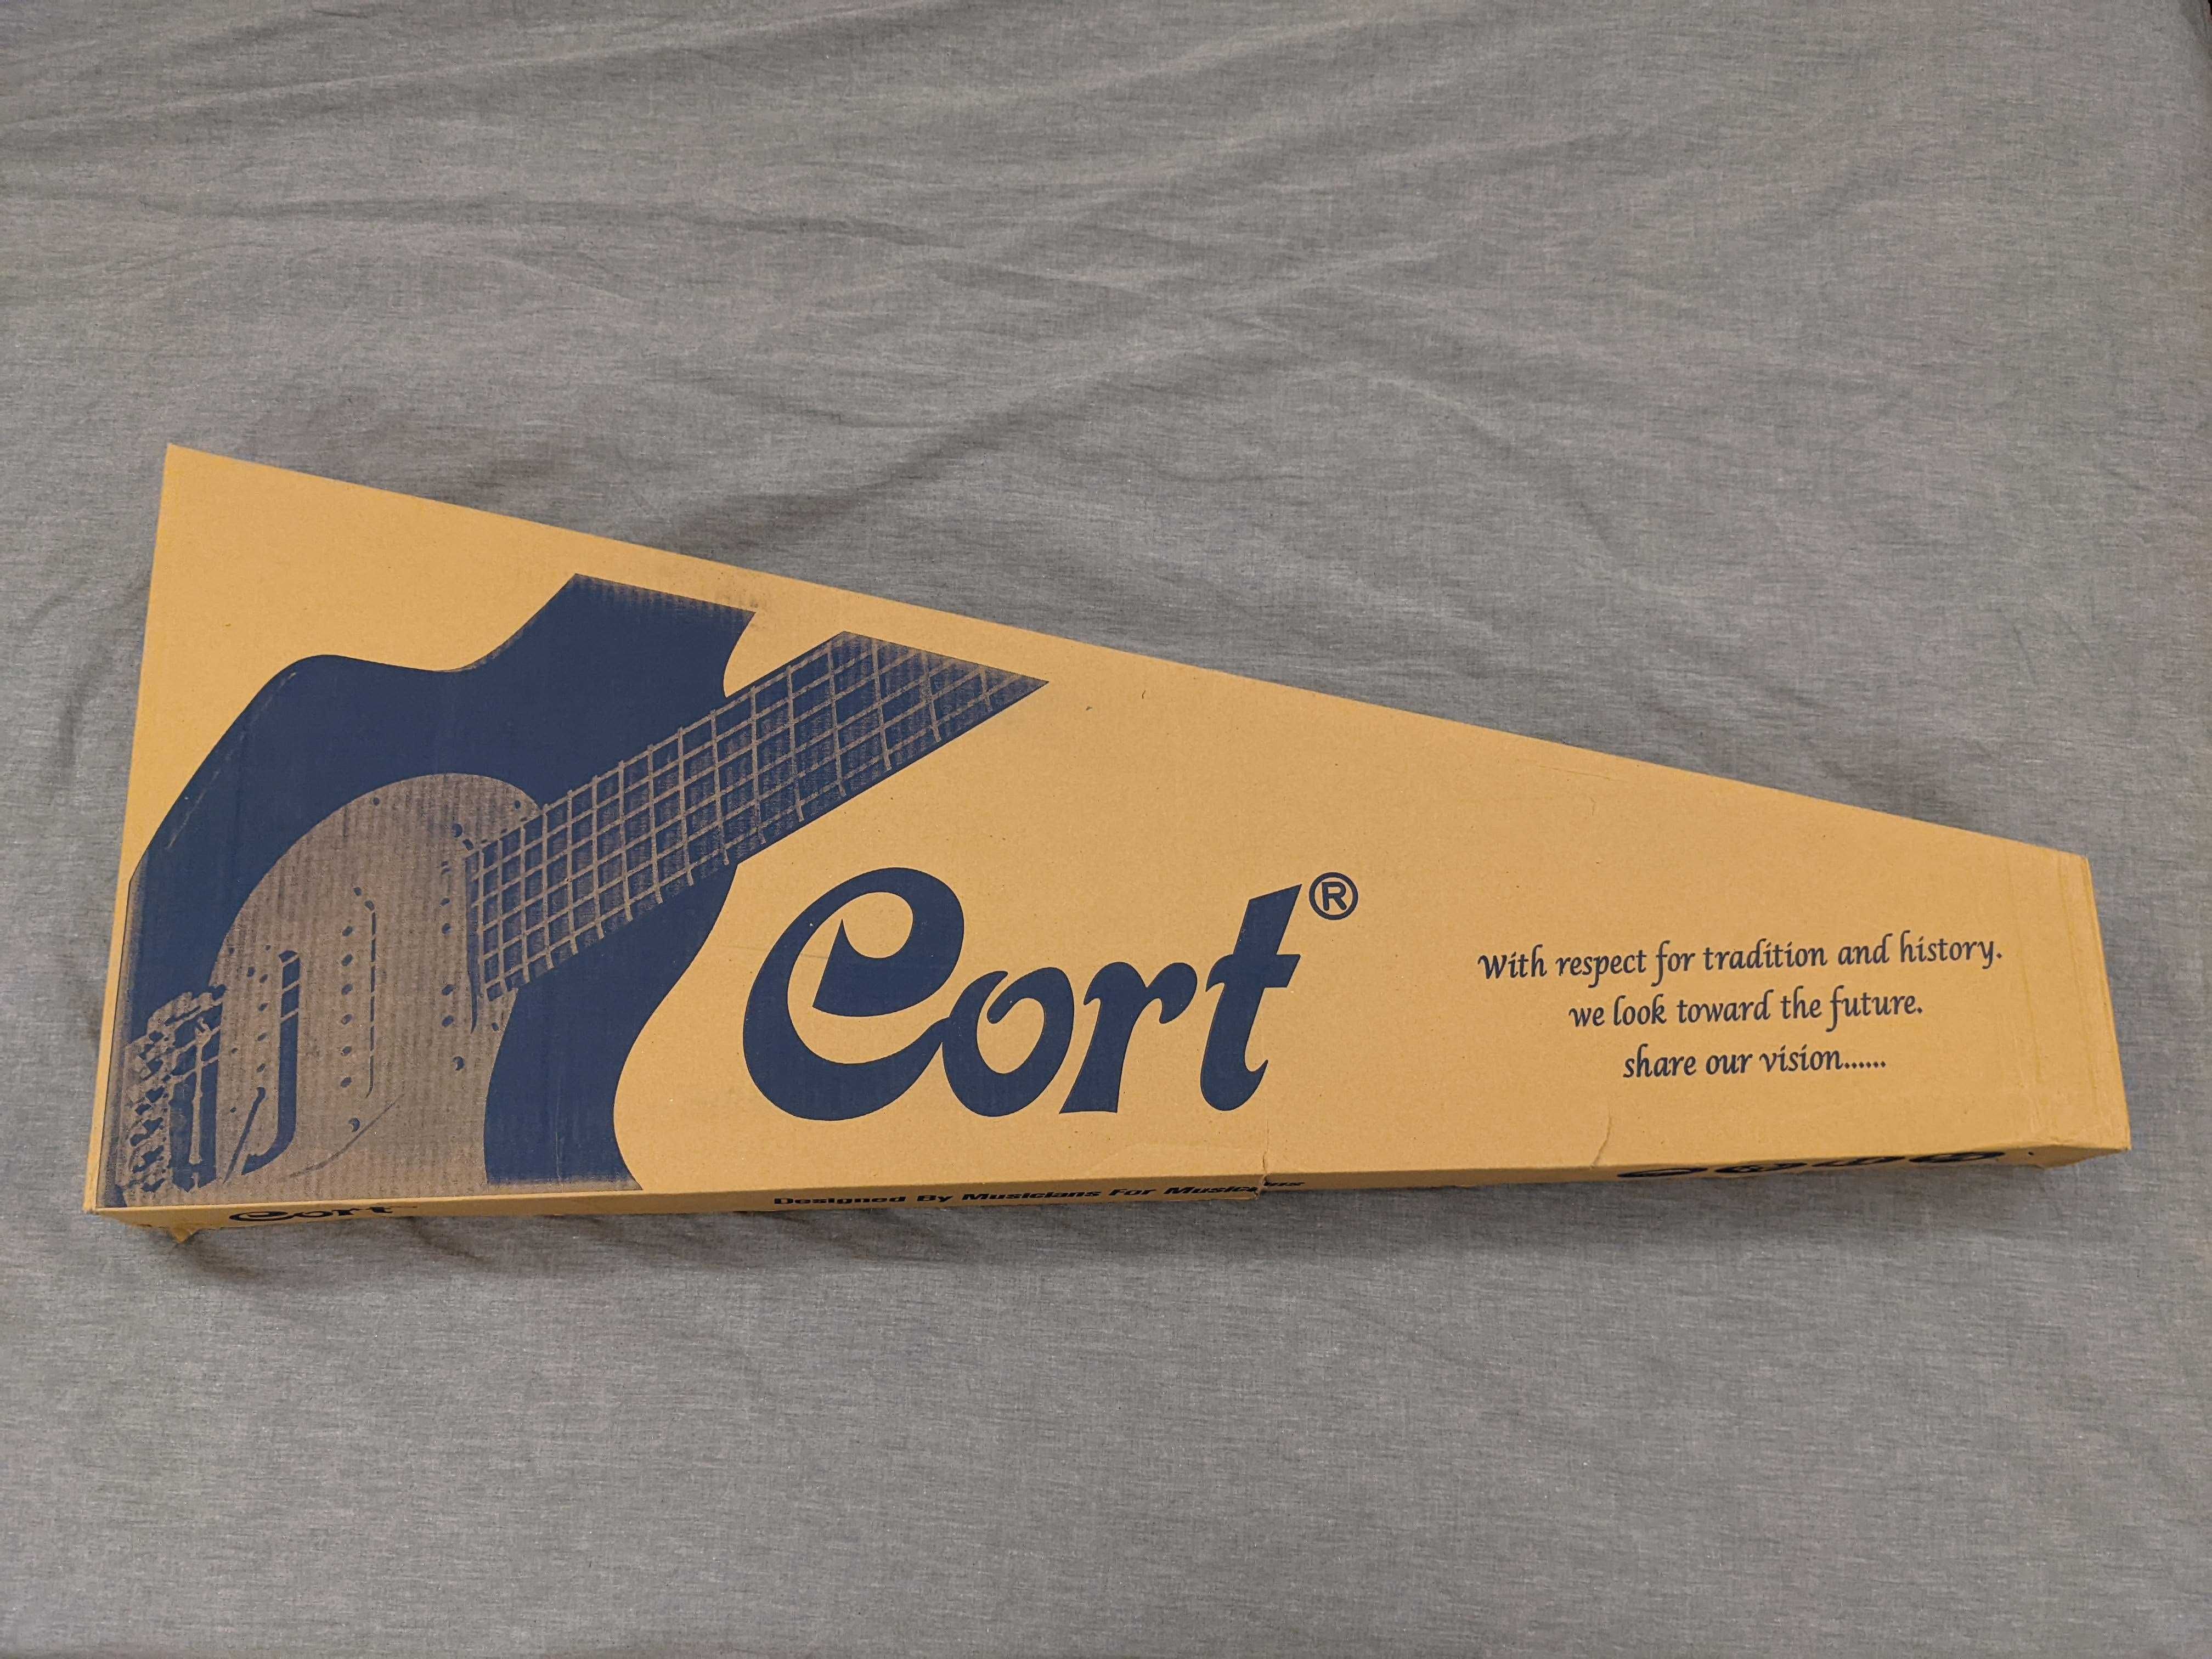 Cort®
With respect for tradition and history.
we look toward the future.
share our vision......
Cort
Designed By Musicians For Musicians